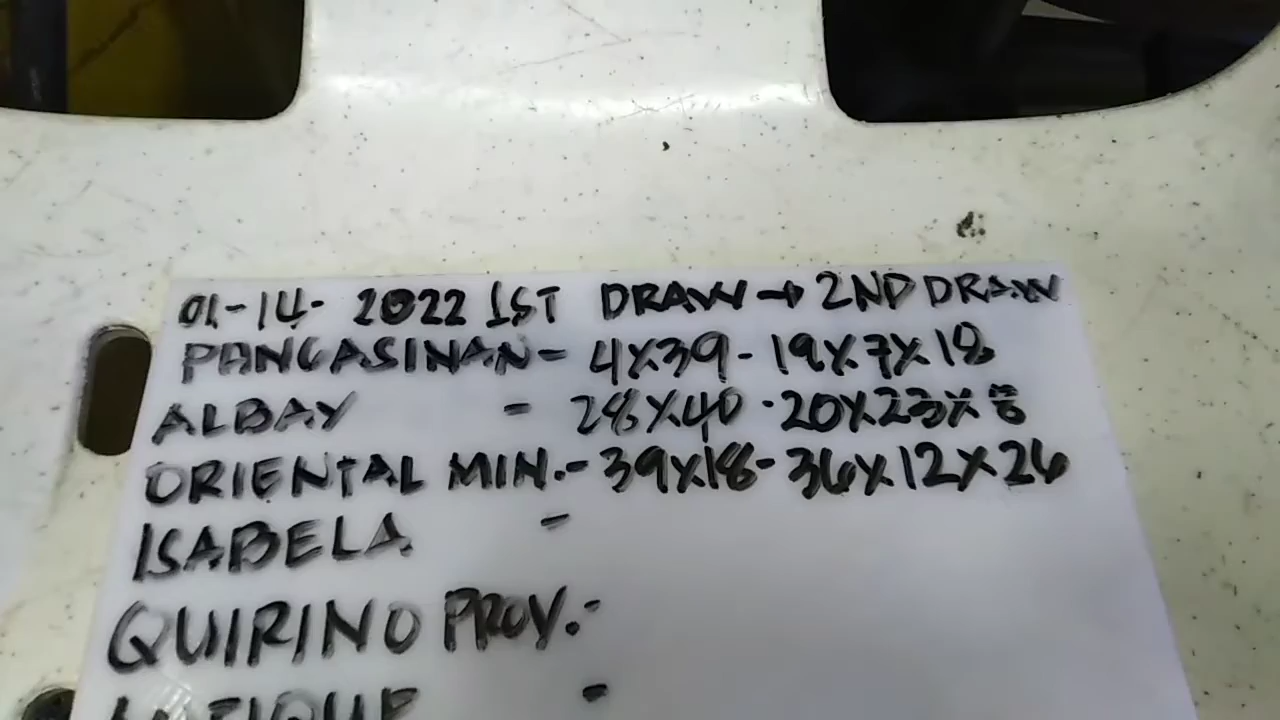 01-14-2022 1ST DRAW → 2ND DRAW
PANGASINAN- 4X39-19X7X18
ALBAY - 28X40-20X23X8
ORIENTAL MIN.-39X18-36X12X26
ISABELA -
QUIRINO PROV.-
-